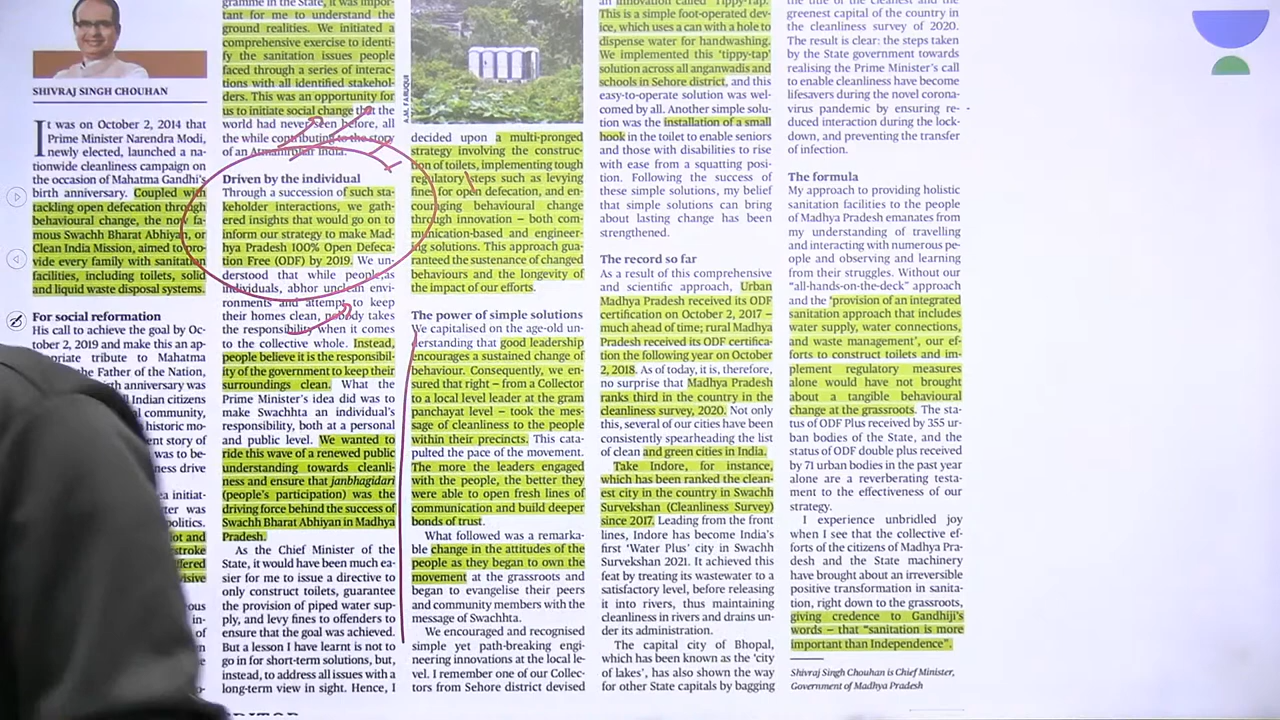 SHIVRAJ SINGH CHOUHAN
It was on October 2, 2014 that
Prime Minister Narendra Modi,
newly elected, launched a na-
tionwide cleanliness campaign on
the occasion of Mahatma Gandhi's
birth anniversary. Coupled with
tackling open defecation through
behavioural change, the now fa-
mous Swachh Bharat Abhiyan, or
Clean India Mission, aimed to pro-
vide every family with sanitation
facilities, including toilets, solid
and liquid waste disposal systems.
For social reformation
His call to achieve the goal by Oc-
tober 2, 2019 and make this an ap-
priate tribute to Mahatma
the Father of the Nation,
th anniversary was
l Indian citizens
community,
historic mo-
ent story of
was to be-
ness drive
a initiat-
ter was
politics.
iot and
stroke
ffered
isive
ous
in-
of
gramme in the State, it was impor-
tant for me to understand the
ground realities. We initiated a
comprehensive exercise to identi-
fy the sanitation issues people
faced through a series of interac-
tions with all identified stakehol-
ders. This was an opportunity for
us to initiate social change that the
world had never seen before, all
the while contributing to the story
of an Atmanirbhar India.
Driven by the individual
Through a succession of such sta-
keholder interactions, we gath-
ered insights that would go on to
inform our strategy to make Mad-
hya Pradesh 100% Open Defeca-
tion Free (ODF) by 2019. We un-
derstood that while people,as
individuals, abhor unclean envi-
ronments and attempt to keep
their homes clean, nobody takes
the responsibility when it comes
to the collective whole. Instead,
people believe it is the responsibil-
ity of the government to keep their
surroundings clean. What the
Prime Minister's idea did was to
make Swachhta an individual's
responsibility, both at a personal
and public level. We wanted to
ride this wave of a renewed public
understanding towards cleanli-
ness and ensure that janbhagidari
(people's participation) was the
driving force behind the success of
Swachh Bharat Abhiyan in Madhya
Pradesh.
As the Chief Minister of the
State, it would have been much ea-
sier for me to issue a directive to
only construct toilets, guarantee
the provision of piped water sup-
ply, and levy fines to offenders to
ensure that the goal was achieved.
But a lesson I have learnt is not to
go in for short-term solutions, but,
instead, to address all issues with a
long-term view in sight. Hence, I
A.M. FARUQUI
decided upon a multi-pronged
strategy involving the construc-
tion of toilets, implementing tough
regulatory steps such as levying
fines for open defecation, and en-
couraging behavioural change
through innovation – both com-
munication-based and engineer-
ing solutions. This approach gua-
ranteed the sustenance of changed
behaviours and the longevity of
the impact of our efforts.
The power of simple solutions
We capitalised on the age-old un-
derstanding that good leadership
encourages a sustained change of
behaviour. Consequently, we en-
sured that right – from a Collector
to a local level leader at the gram
panchayat level – took the mes-
sage of cleanliness to the people
within their precincts. This cata-
pulted the pace of the movement.
The more the leaders engaged
with the people, the better they
were able to open fresh lines of
communication and build deeper
bonds of trust.
What followed was a remarka-
ble change in the attitudes of the
people as they began to own the
movement at the grassroots and
began to evangelise their peers
and community members with the
message of Swachhta.
We encouraged and recognised
simple yet path-breaking engi-
neering innovations at the local le-
vel. I remember one of our Collec-
tors from Sehore district devised
an innovation called 'Tippy-Tap'.
This is a simple foot-operated dev-
ice, which uses a can with a hole to
dispense water for handwashing.
We implemented this 'tippy-tap'
solution across all anganwadis and
schools in Sehore district, and this
easy-to-operate solution was wel-
comed by all. Another simple solu-
tion was the installation of a small
hook in the toilet to enable seniors
and those with disabilities to rise
with ease from a squatting posi-
tion. Following the success of
these simple solutions, my belief
that simple solutions can bring
about lasting change has been
strengthened.
The record so far
As a result of this comprehensive
and scientific approach, Urban
Madhya Pradesh received its ODF
certification on October 2, 2017 –
much ahead of time; rural Madhya
Pradesh received its ODF certifica-
tion the following year on October
2, 2018. As of today, it is, therefore,
no surprise that Madhya Pradesh
ranks third in the country in the
cleanliness survey, 2020. Not only
this, several of our cities have been
consistently spearheading the list
of clean and green cities in India.
Take Indore, for instance,
which has been ranked the clean-
est city in the country in Swachh
Survekshan (Cleanliness Survey)
since 2017. Leading from the front
lines, Indore has become India's
first 'Water Plus' city in Swachh
Survekshan 2021. It achieved this
feat by treating its wastewater to a
satisfactory level, before releasing
it into rivers, thus maintaining
cleanliness in rivers and drains un-
der its administration.
The capital city of Bhopal,
which has been known as the 'city
of lakes', has also shown the way
for other State capitals by bagging
the title of the cleanest and
greenest capital of the country in
the cleanliness survey of 2020.
The result is clear: the steps taken
by the State government towards
realising the Prime Minister's call
to enable cleanliness have become
lifesavers during the novel corona-
virus pandemic by ensuring re-
duced interaction during the lock-
down, and preventing the transfer
of infection.
The formula
My approach to providing holistic
sanitation facilities to the people
of Madhya Pradesh emanates from
my understanding of travelling
and interacting with numerous pe-
ople and observing and learning
from their struggles. Without our
“all-hands-on-the-deck” approach
and the ‘provision of an integrated
sanitation approach that includes
water supply, water connections,
and waste management’, our ef-
forts to construct toilets and im-
plement regulatory measures
alone would have not brought
about a tangible behavioural
change at the grassroots. The sta-
tus of ODF Plus received by 355 ur-
ban bodies of the State, and the
status of ODF double plus received
by 71 urban bodies in the past year
alone are a reverberating testa-
ment to the effectiveness of our
strategy.
I experience unbridled joy
when I see that the collective ef-
forts of the citizens of Madhya Pra-
desh and the State machinery
have brought about an irreversible
positive transformation in sanita-
tion, right down to the grassroots,
giving credence to Gandhiji's
words – that “sanitation is more
important than Independence”.
Shivraj Singh Chouhan is Chief Minister,
Government of Madhya Pradesh